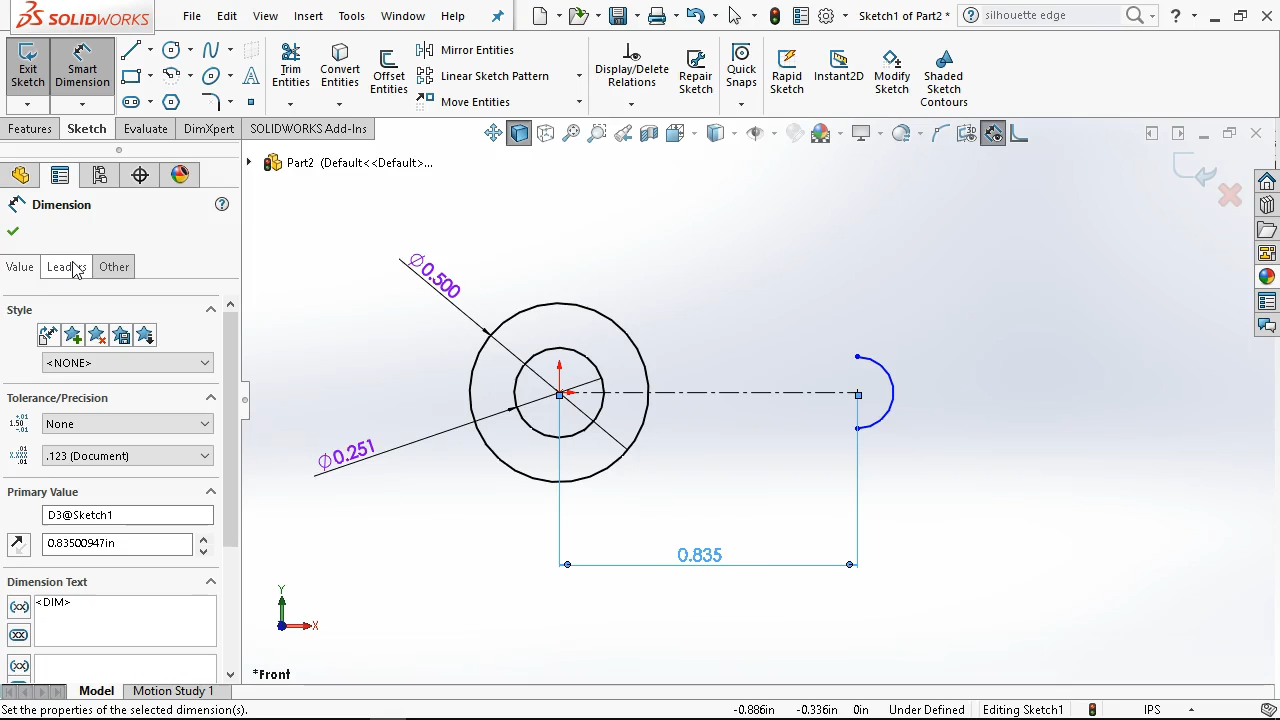 SOLIDWORKS
File
Edit
View
Insert
Tools
Window
Help
Sketch1 of Part2 *
silhouette edge
Exit Sketch
Smart Dimension
Trim Entities
Convert Entities
Offset Entities
Mirror Entities
Linear Sketch Pattern
Move Entities
Display/Delete Relations
Repair Sketch
Quick Snaps
Rapid Sketch
Instant2D
Modify Sketch
Shaded Sketch Contours
Features
Sketch
Evaluate
DimXpert
SOLIDWORKS Add-Ins
Part2 (Default<<Default>...
Dimension
Value
Other
Style
<NONE>
Tolerance/Precision
None
.123 (Document)
Primary Value
D3@Sketch1
0.83500947in
Dimension Text
<DIM>
∅0.500
∅0.251
0.835
Y
X
*Front
Model
Motion Study 1
Set the properties of the selected dimension(s).
-0.886in
-0.336in
0in
Under Defined
Editing Sketch1
IPS